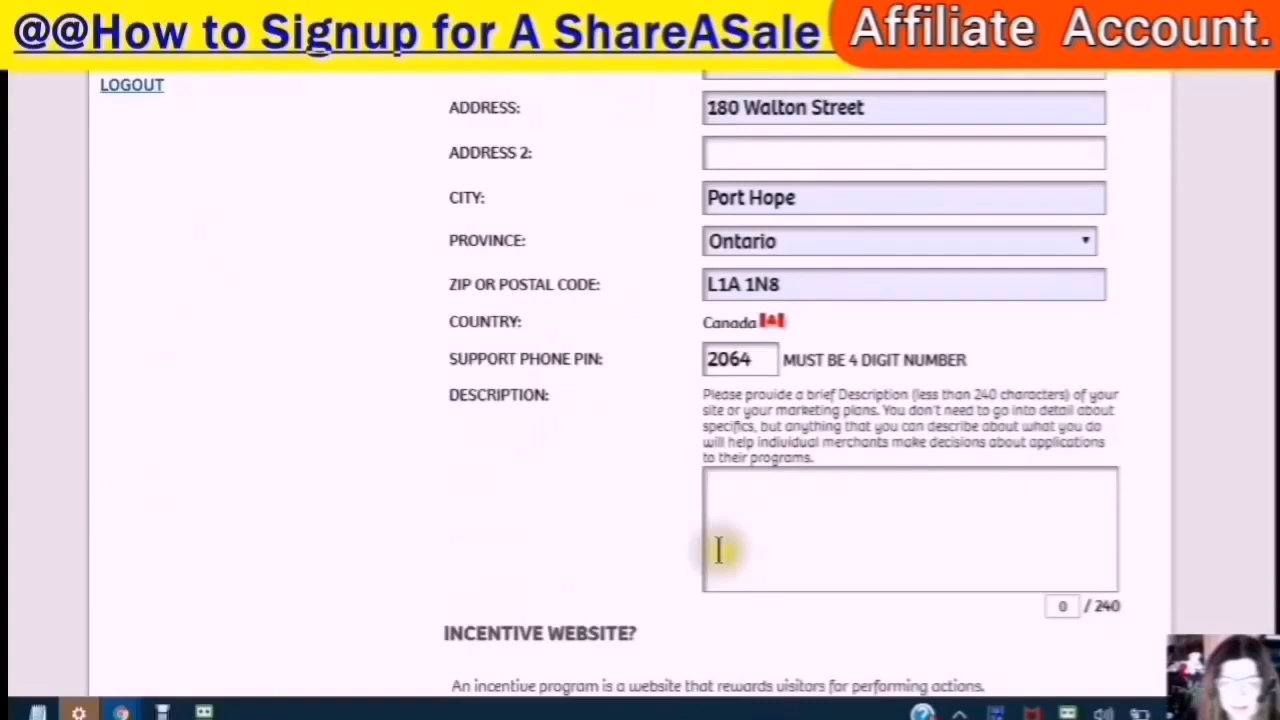 @@How to Signup for A ShareASale Affiliate Account.
LOGOUT
ADDRESS: 180 Walton Street
ADDRESS 2:
CITY: Port Hope
PROVINCE: Ontario
ZIP OR POSTAL CODE: L1A 1N8
COUNTRY: Canada
SUPPORT PHONE PIN: 2064 MUST BE 4 DIGIT NUMBER
DESCRIPTION: Please provide a brief Description (less than 240 characters) of your
site or your marketing plans. You don't need to go into detail about
specifics, but anything that you can describe about what you do
will help individual merchants make decisions about applications
to their programs.
0 / 240
INCENTIVE WEBSITE?
An incentive program is a website that rewards visitors for performing actions.